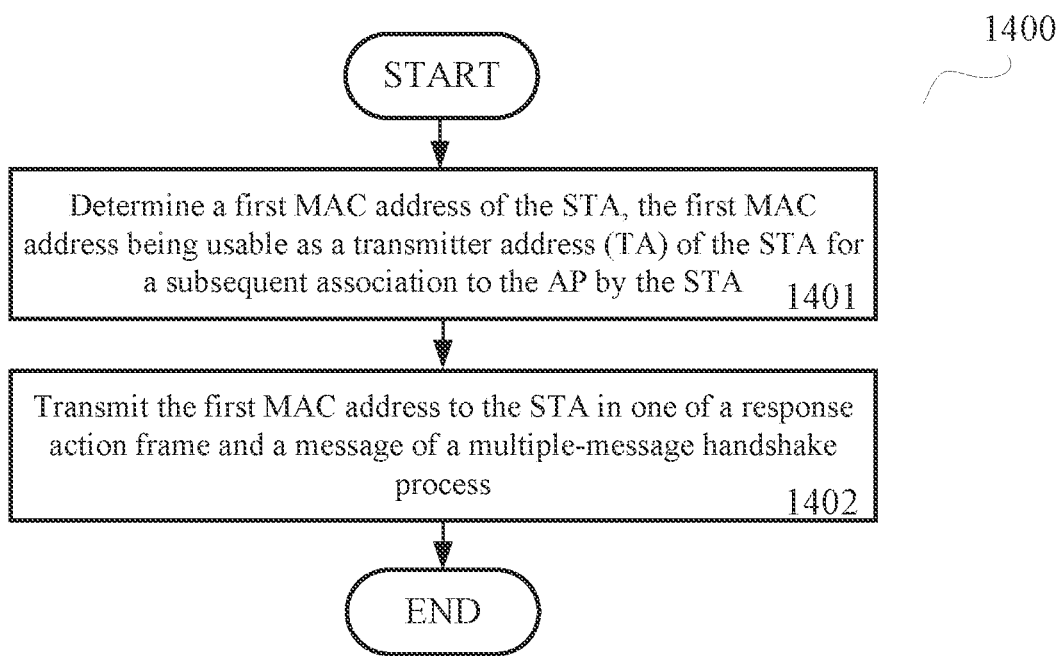 1400
START
Determine a first MAC address of the STA, the first MAC
address being usable as a transmitter address (TA) of the STA for
a subsequent association to the AP by the STA
1401
Transmit the first MAC address to the STA in one of a response
action frame and a message of a multiple-message handshake
process
1402
END